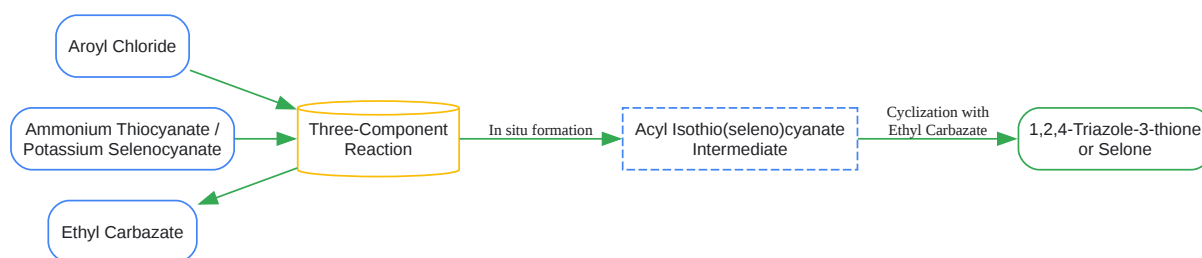 Aroyl Chloride
Ammonium Thiocyanate /
Potassium Selenocyanate
Ethyl Carbazate
Three-Component
Reaction
In situ formation
Acyl Isothio(seleno)cyanate
Intermediate
Cyclization with
Ethyl Carbazate
1,2,4-Triazole-3-thione
or Selone